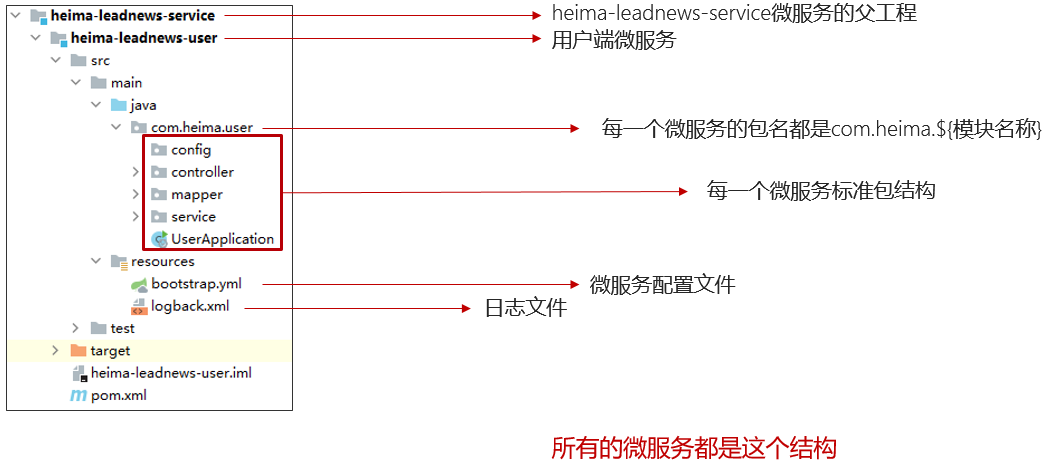 heima-leadnews-service
heima-leadnews-service微服务的父工程
heima-leadnews-user
用户端微服务
src
main
java
com.heima.user
每一个微服务的包名都是com.heima.${模块名称}
config
controller
mapper
每一个微服务标准包结构
service
UserApplication
resources
bootstrap.yml
微服务配置文件
logback.xml
日志文件
test
target
heima-leadnews-user.iml
pom.xml
所有的微服务都是这个结构